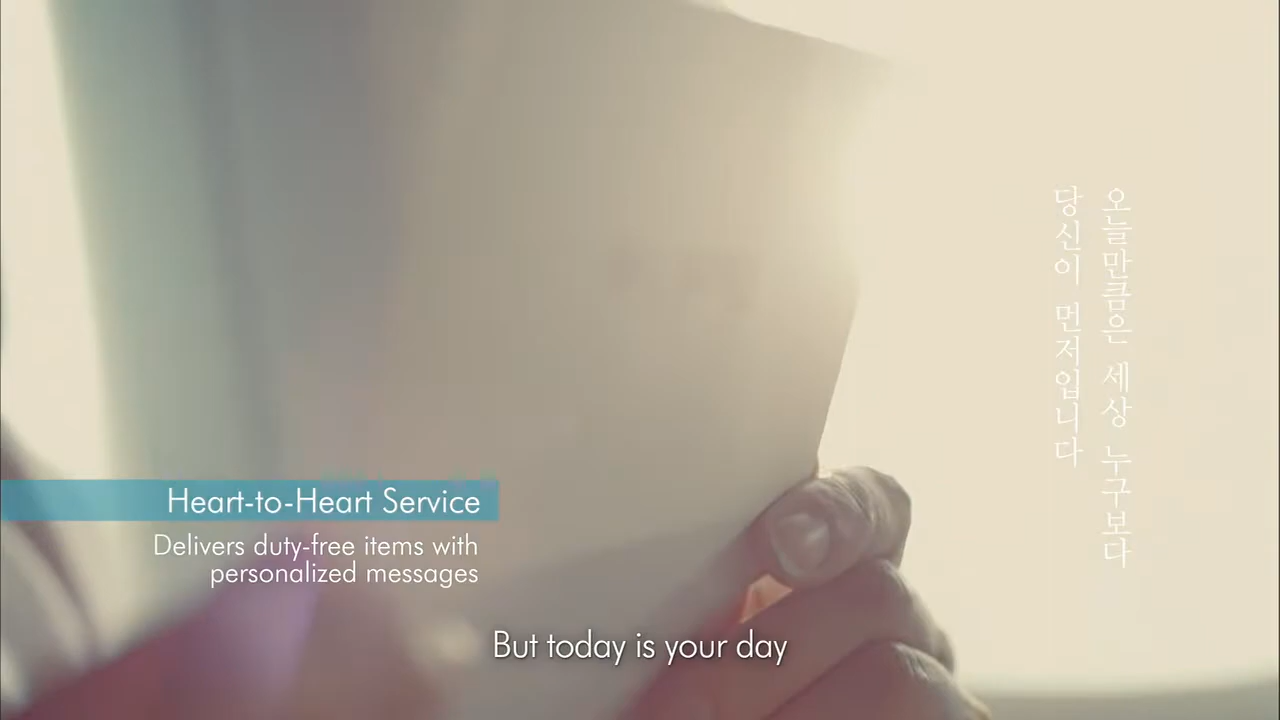 오늘만큼은 세상 누구보다
당신이 먼저입니다
Heart-to-Heart Service
Delivers duty-free items with
personalized messages
But today is your day